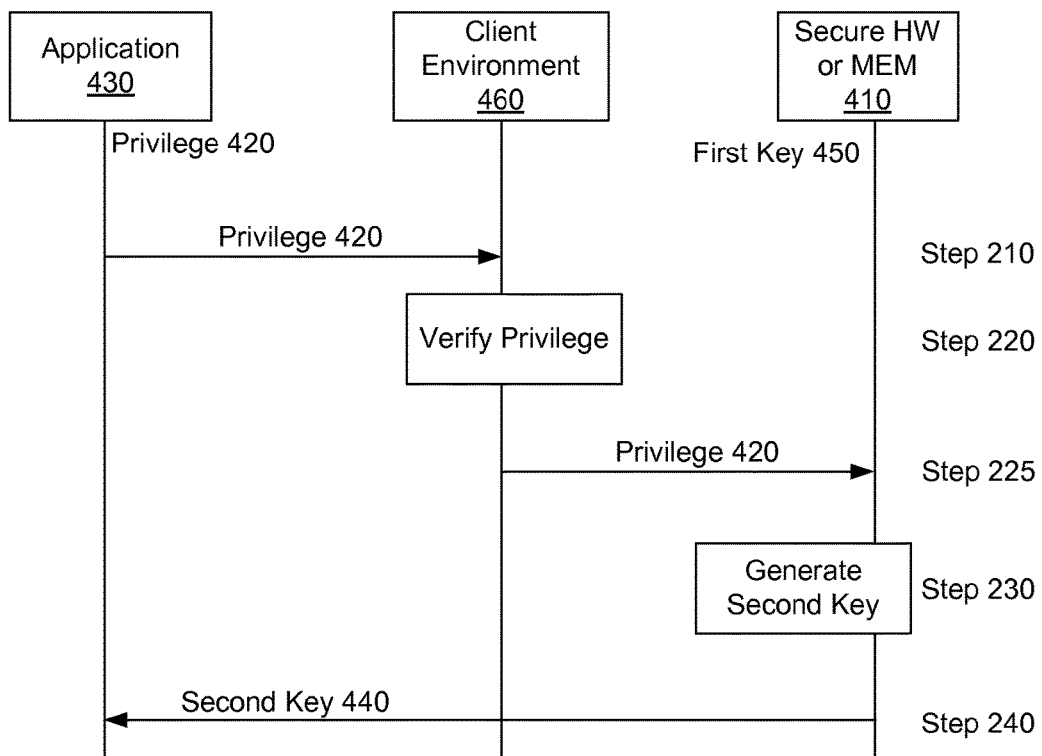 Application
430
Client
Environment
460
Secure HW
or MEM
410
Privilege 420
First Key 450
Privilege 420
Step 210
Verify Privilege
Step 220
Privilege 420
Step 225
Generate
Second Key
Step 230
Second Key 440
Step 240